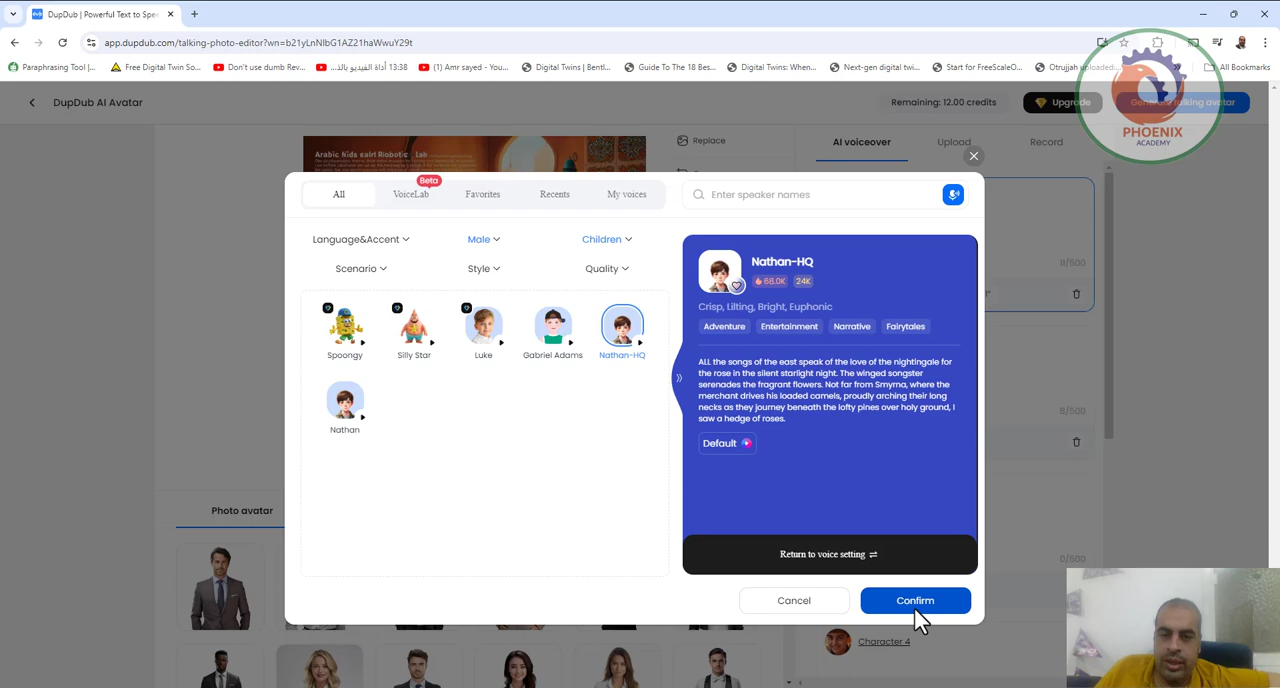 DupDub | Powerful Text to Spee
app.dupdub.com/talking-photo-editor?wn=b21yLnNlbG1AZ21haWwuY29t
Paraphrasing Tool |...
Free Digital Twin So...
Don't use dumb Rev...
13:38 أداة الفيديو بالذ...
(1) Are you Red - You...
Digital Twins | Bentl...
Guide To The 18 Bes...
Digital Twins: When...
Next-gen digital twi...
Start for FreeScaleO...
Otrujjah uploaded...
All Bookmarks
DupDub AI Avatar
Remaining: 12.00 credits
Upgrade
Generate talking avatar
PHOENIX
ACADEMY
Replace
AI voiceover
Upload
Record
All
VoiceLab
Beta
Favorites
Recents
My voices
Enter speaker names
Language&Accent
Male
Children
Scenario
Style
Quality
Spoongy
Silly Star
Luke
Gabriel Adams
Nathan-HQ
Nathan
Nathan-HQ
68.0K
24K
Crisp, Lilting, Bright, Euphonic
Adventure
Entertainment
Narrative
Fairytales
ALL the songs of the east speak of the love of the nightingale for
the rose in the silent starlight night. The winged songster
serenades the fragrant flowers. Not far from Smyrna, where the
merchant drives his loaded camels, proudly arching their long
necks as they journey beneath the lofty pines over holy ground, I
saw a hedge of roses.
Default
Return to voice setting
Cancel
Confirm
11/500
8/500
0/500
Photo avatar
Character 4